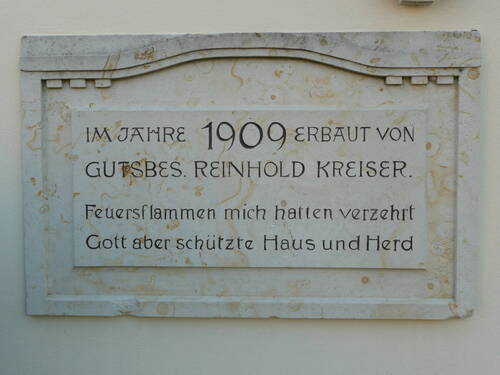 IM JAHRE 1909 ERBAUT VON
GUTSBES. REINHOLD KREISER.
Feuersflammen mich hatten verzehrt
Gott aber schützte Haus und Herd